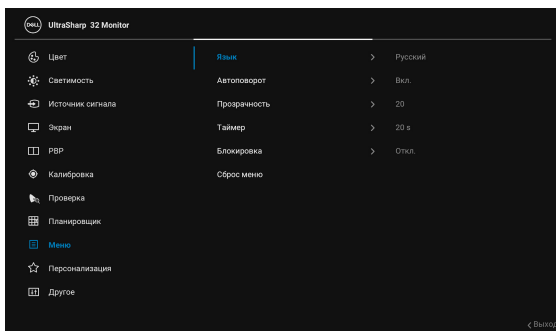 DELL UltraSharp 32 Monitor
Цвет
Язык Русский
Светимость
Автоповорот Вкл.
Источник сигнала
Прозрачность 20
Экран
Таймер 20 s
PBP
Блокировка Откл.
Калибровка
Сброс меню
Проверка
Планировщик
Меню
Персонализация
Другое
Выход